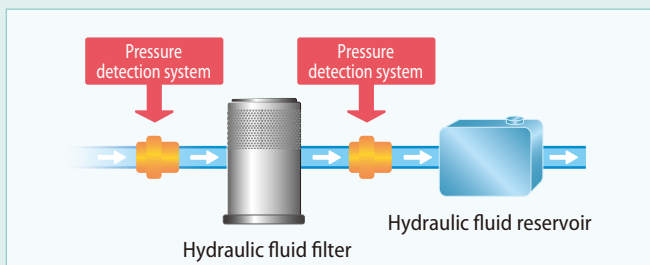 Pressure
detection system
Pressure
detection system
Hydraulic fluid filter
Hydraulic fluid reservoir